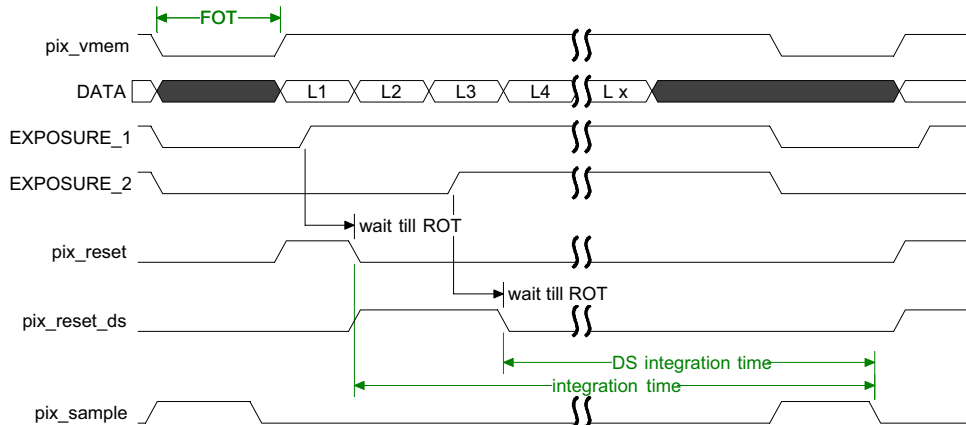 FOT
pix_vmem
DATA L1 L2 L3 L4 L x
EXPOSURE_1
EXPOSURE_2
wait till ROT
pix_reset
wait till ROT
pix_reset_ds
DS integration time
integration time
pix_sample